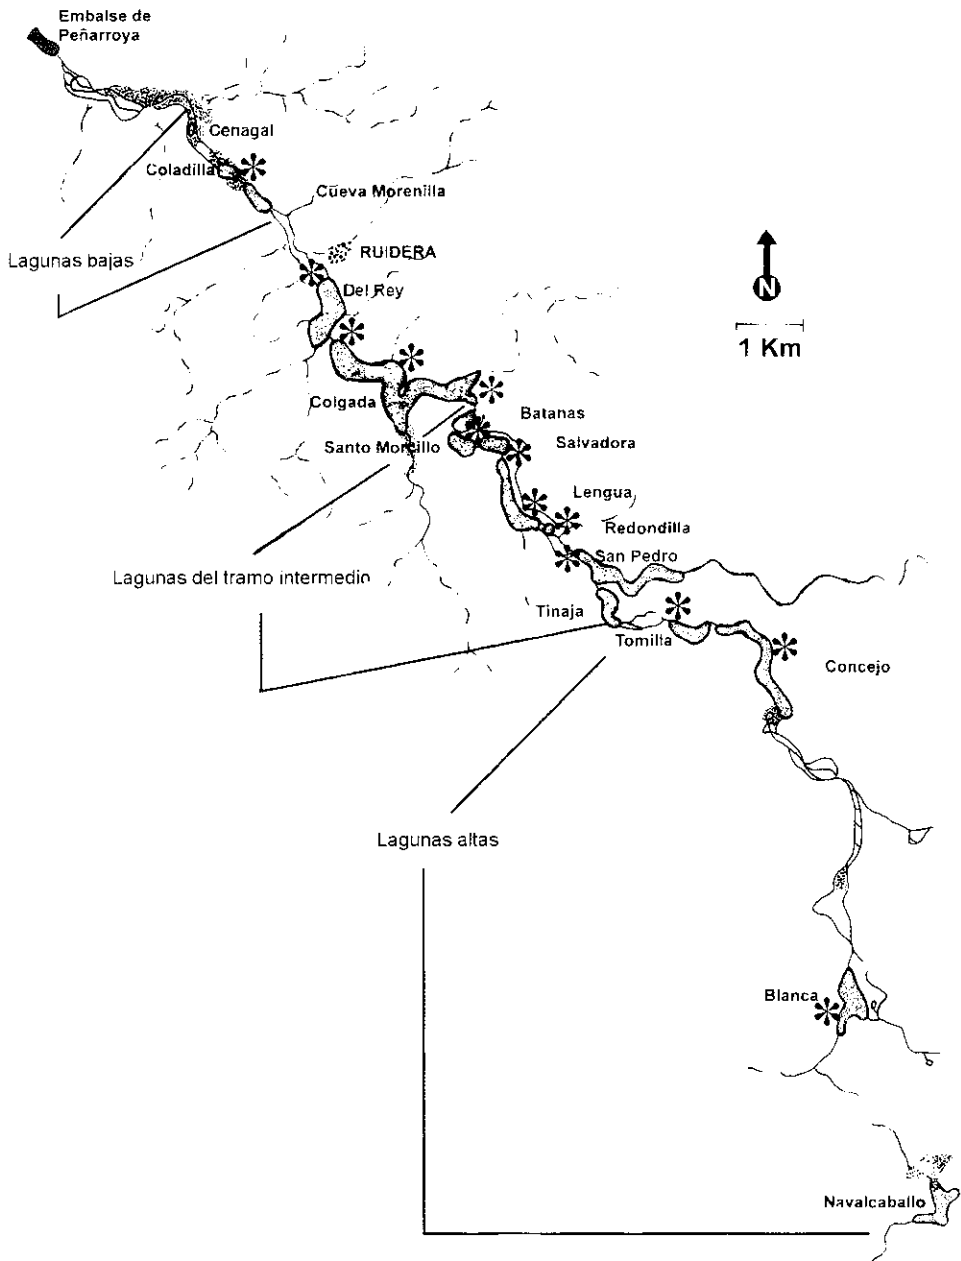 Embalse de
Peñarroya
Cenagal
Coladilla
Cueva Morenilla
Lagunas bajas
RUIDERA
Del Rey
N
1 Km
Colgada
Batanas
Santo Morcillo
Salvadora
Lengua
Redondilla
San Pedro
Lagunas del tramo intermedio
Tinaja
Tomilla
Concejo
Lagunas altas
Blanca
Navalcaballo